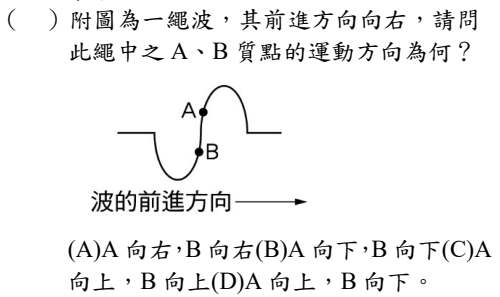 (　)附圖為一繩波，其前進方向向右，請問
此繩中之 A、B 質點的運動方向為何？
A
B
波的前進方向
(A)A 向右，B 向右(B)A 向下，B 向下(C)A
向上，B 向上(D)A 向上，B 向下。